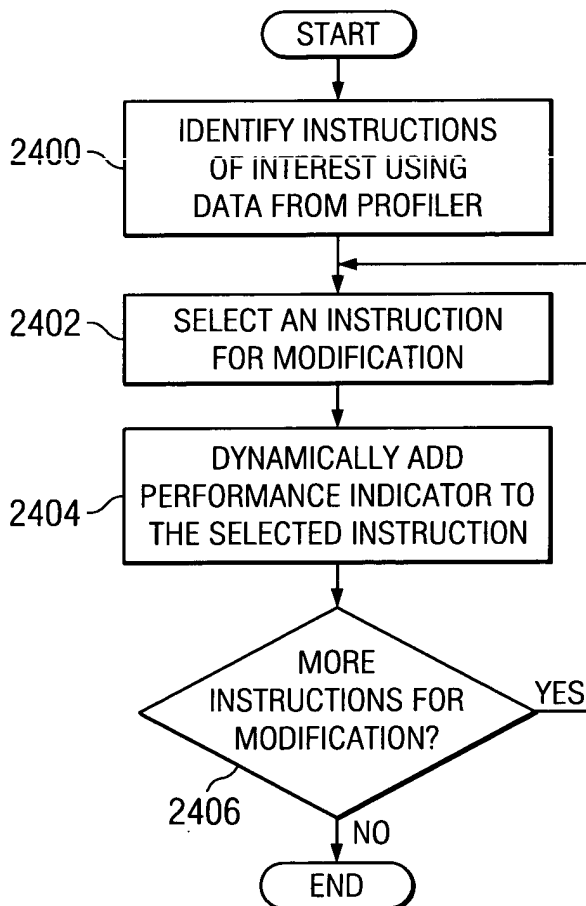 START
2400
IDENTIFY INSTRUCTIONS
OF INTEREST USING
DATA FROM PROFILER
2402
SELECT AN INSTRUCTION
FOR MODIFICATION
2404
DYNAMICALLY ADD
PERFORMANCE INDICATOR TO
THE SELECTED INSTRUCTION
MORE
INSTRUCTIONS FOR
MODIFICATION?
YES
2406
NO
END